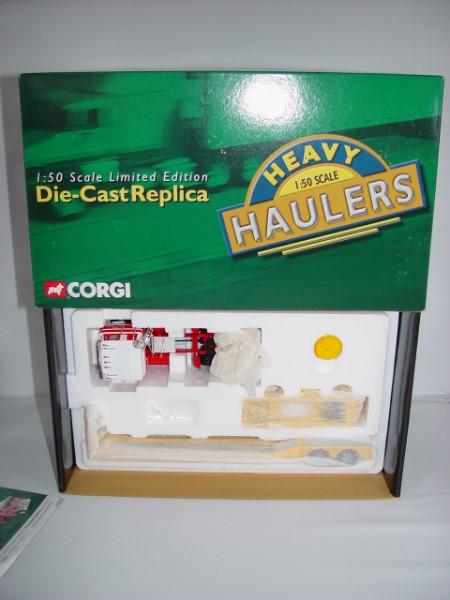 1:50 Scale Limited Edition
Die-Cast Replica
HEAVY
1:50 SCALE
HAULERS
CORGI